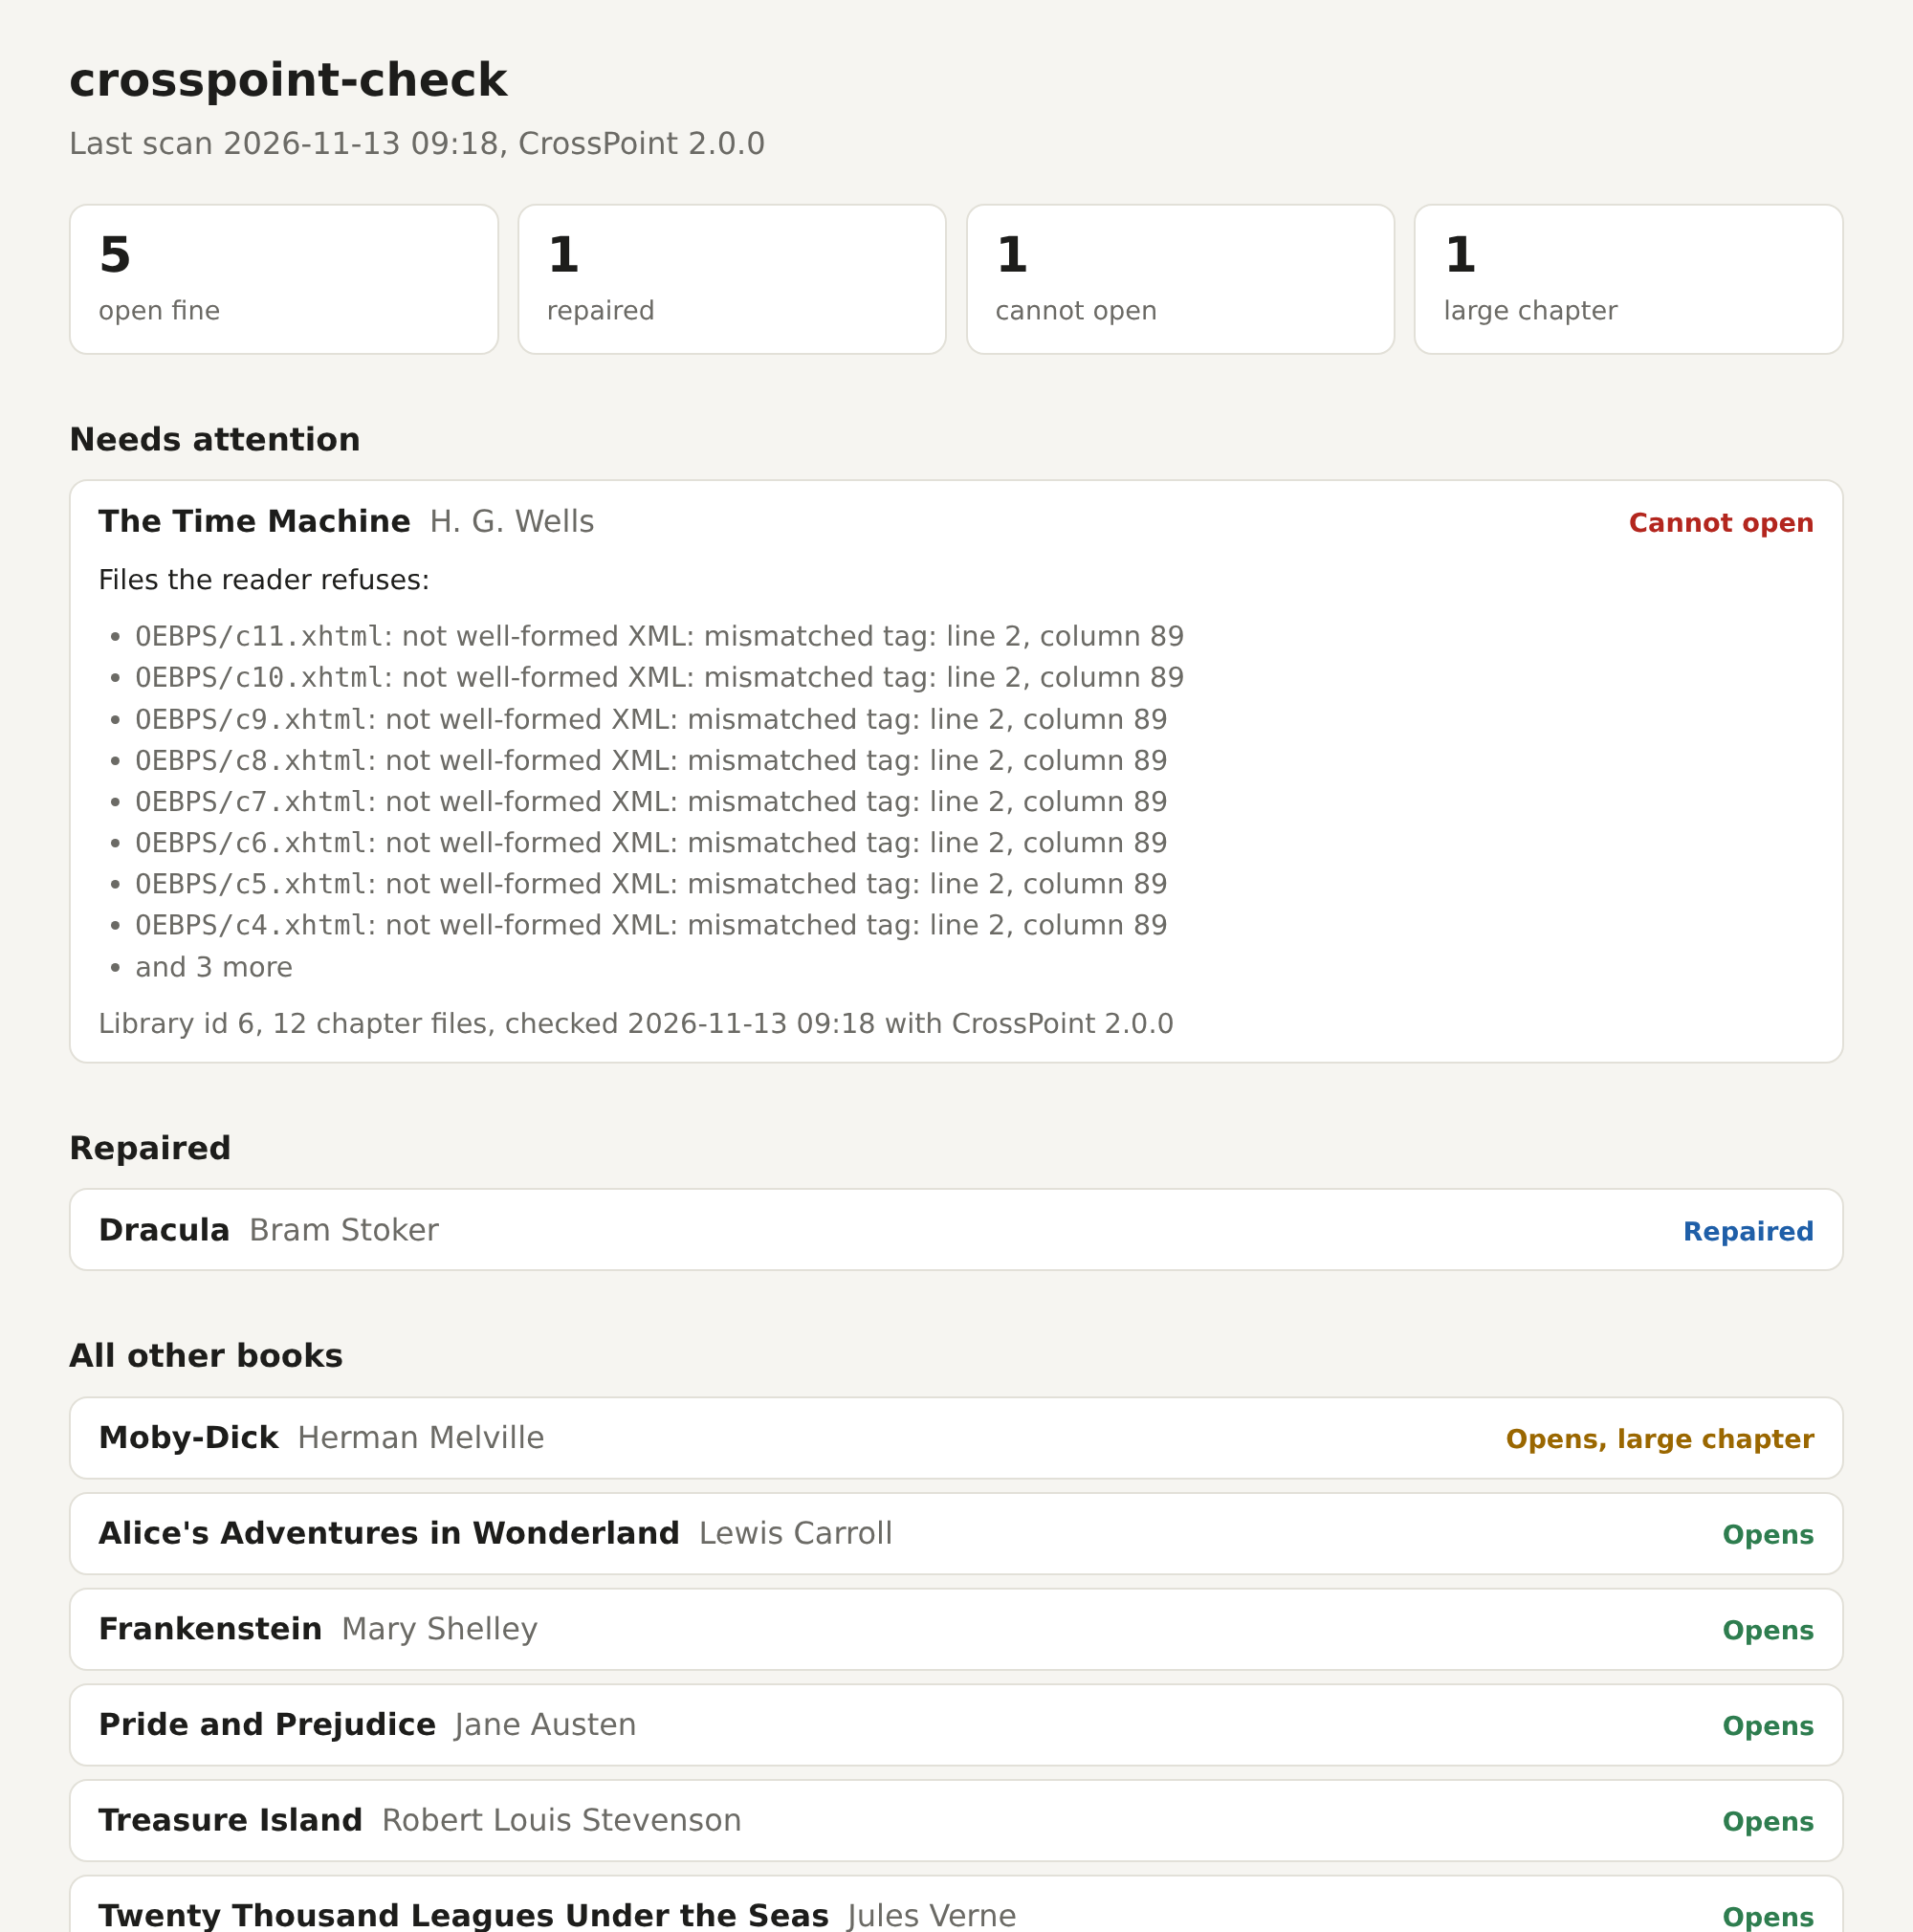 crosspoint-check
Last scan 2026-11-13 09:18, CrossPoint 2.0.0
5
open fine
1
repaired
1
cannot open
1
large chapter
Needs attention
The Time Machine H. G. Wells Cannot open
Files the reader refuses:
• OEBPS/c11.xhtml: not well-formed XML: mismatched tag: line 2, column 89
• OEBPS/c10.xhtml: not well-formed XML: mismatched tag: line 2, column 89
• OEBPS/c9.xhtml: not well-formed XML: mismatched tag: line 2, column 89
• OEBPS/c8.xhtml: not well-formed XML: mismatched tag: line 2, column 89
• OEBPS/c7.xhtml: not well-formed XML: mismatched tag: line 2, column 89
• OEBPS/c6.xhtml: not well-formed XML: mismatched tag: line 2, column 89
• OEBPS/c5.xhtml: not well-formed XML: mismatched tag: line 2, column 89
• OEBPS/c4.xhtml: not well-formed XML: mismatched tag: line 2, column 89
• and 3 more
Library id 6, 12 chapter files, checked 2026-11-13 09:18 with CrossPoint 2.0.0
Repaired
Dracula Bram Stoker Repaired
All other books
Moby-Dick Herman Melville Opens, large chapter
Alice's Adventures in Wonderland Lewis Carroll Opens
Frankenstein Mary Shelley Opens
Pride and Prejudice Jane Austen Opens
Treasure Island Robert Louis Stevenson Opens
Twenty Thousand Leagues Under the Seas Jules Verne Opens